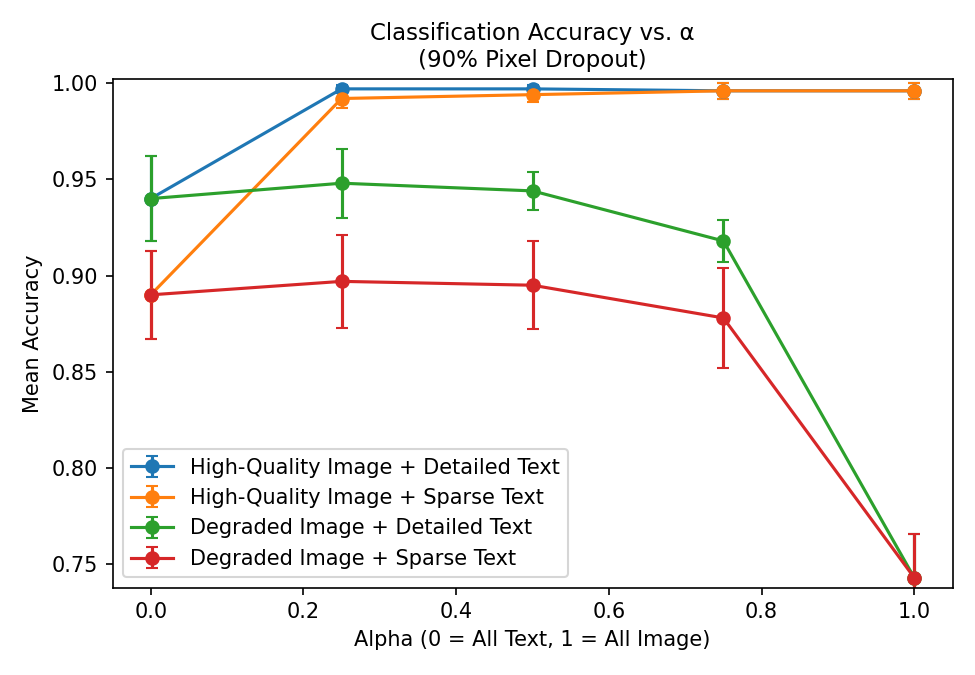 Classification Accuracy vs. α
(90% Pixel Dropout)
Mean Accuracy
1.00
0.95
0.90
0.85
0.80
0.75
High-Quality Image + Detailed Text
High-Quality Image + Sparse Text
Degraded Image + Detailed Text
Degraded Image + Sparse Text
0.0 0.2 0.4 0.6 0.8 1.0
Alpha (0 = All Text, 1 = All Image)